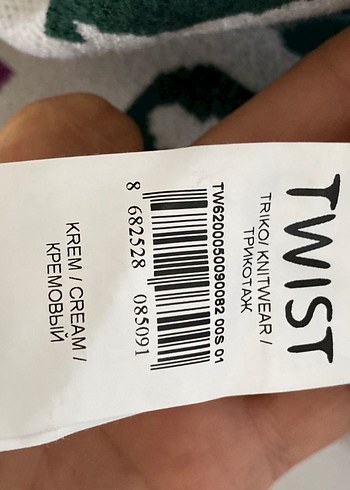 TWIST
TRIKO/ KNITWEAR /
ТРИКОТАЖ
TW6200050090082 00S 01
8 682528 085091
KREM / CREAM /
КРЕМОВЫЙ